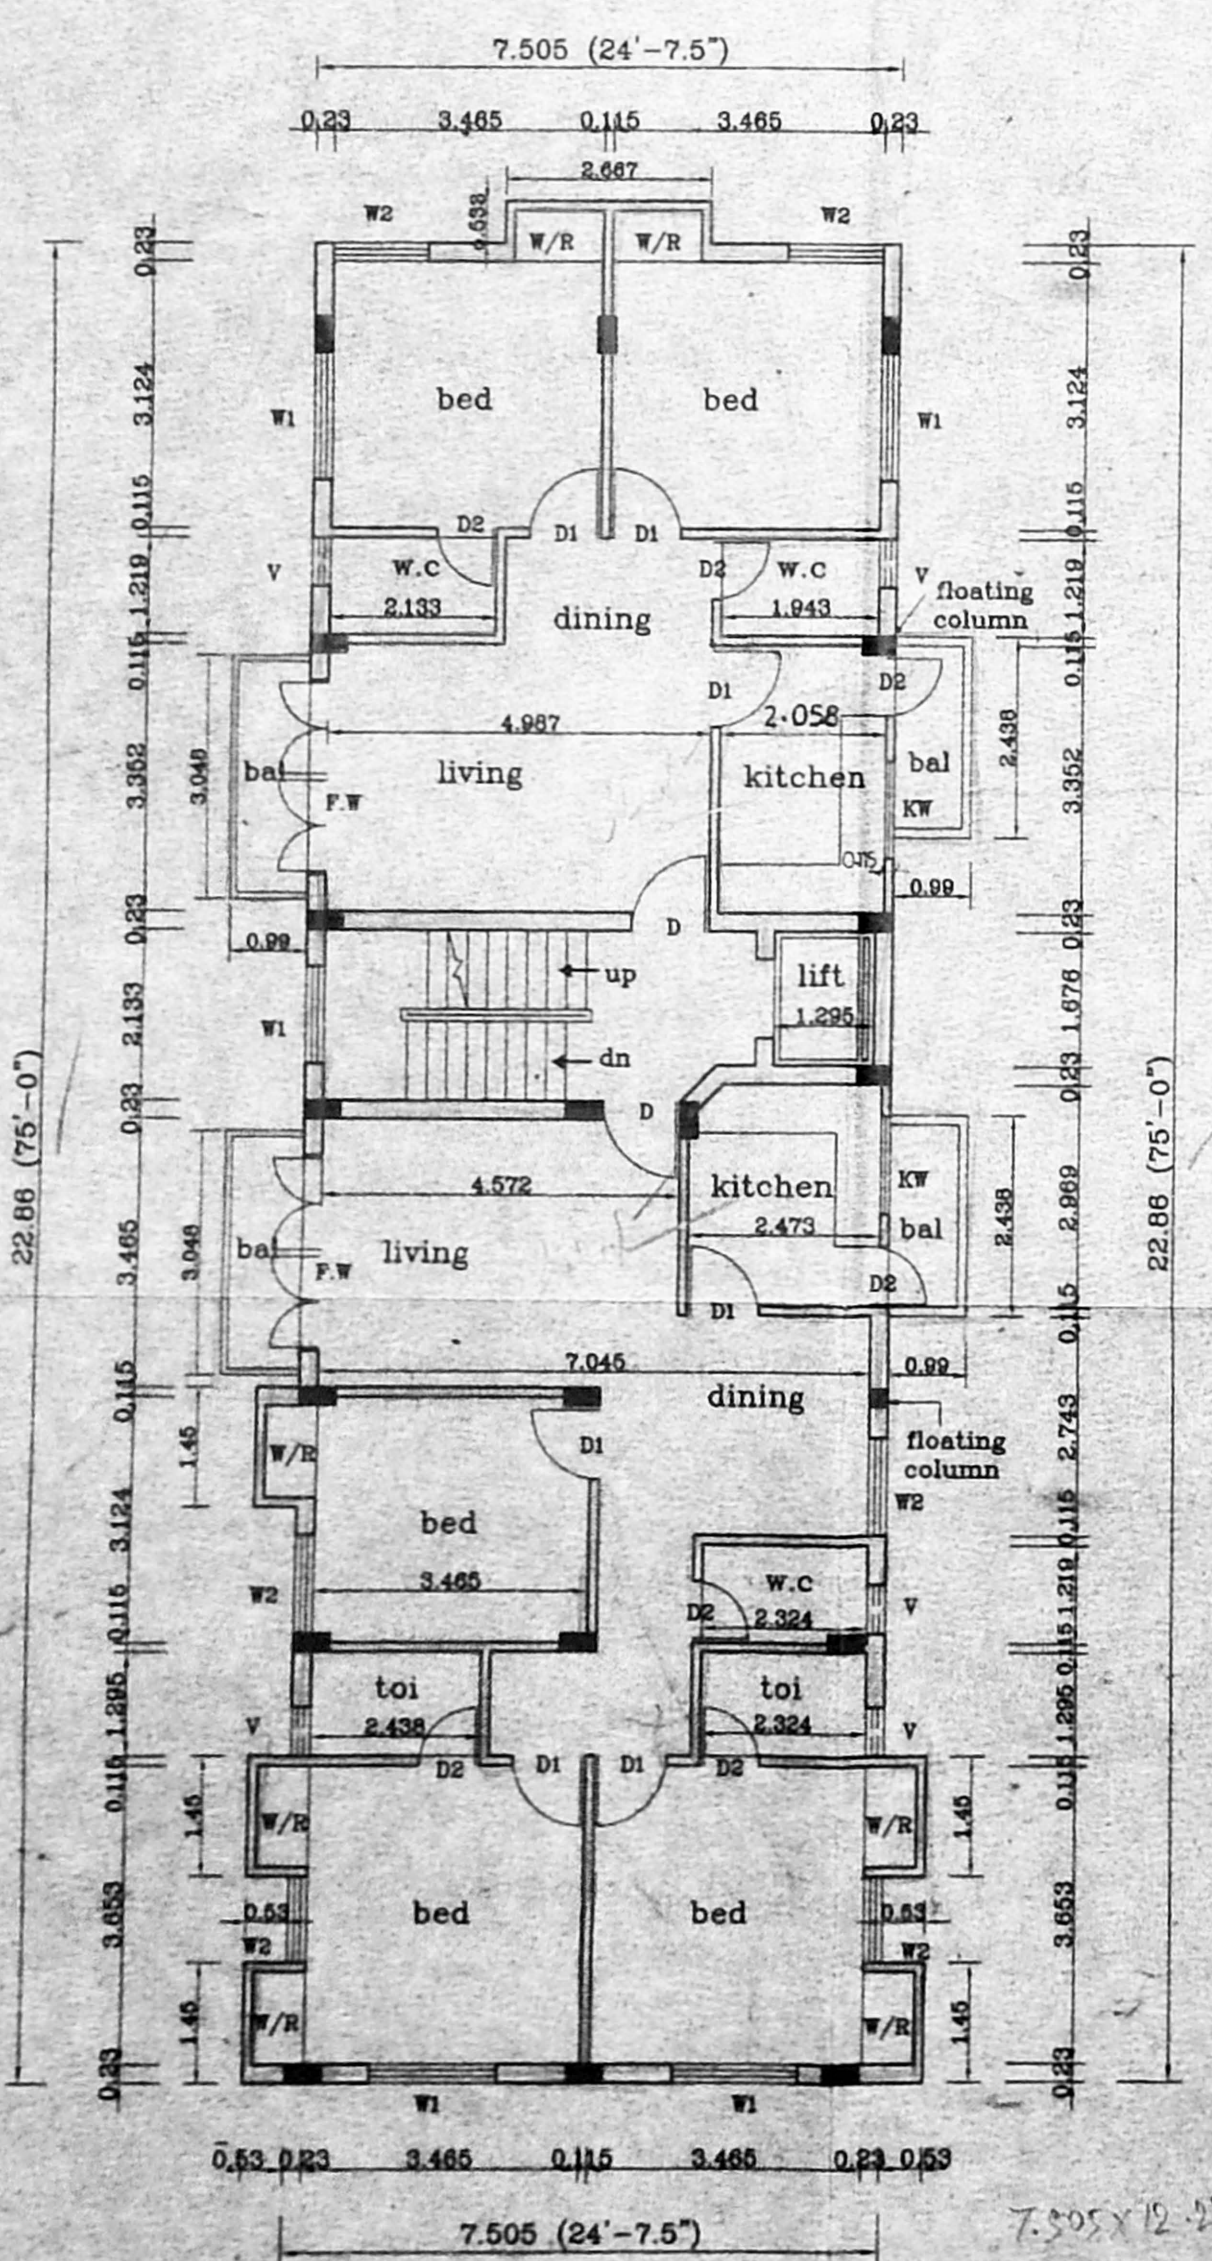 7.505 (24'-7.5")
0.23 3.465 0.115 3.465 0.23
2.667
W2 0.538 W/R W/R W2
0.23 0.23
3.124 bed bed 3.124
W1 W1
0.115 D2 D1 D1 0.115
V W.C D2 W.C V
1.219 2.133 dining 1.943 1.219
floating
column
0.115 D1 D2 0.115
4.987 2.058
3.048 bal living kitchen bal 2.438
3.352 F.W KW 3.352
0.115 0.99
0.23 0.99 D 0.23
up lift
W1 2.133 1.295 1.676
dn
0.23 D 0.23
22.86 (75'-0") 22.86 (75'-0")
4.572 kitchen KW
3.048 bal living 2.473 bal 2.438
3.465 F.W D1 D2 2.969
0.115
7.045 0.99
0.115 dining
1.45 W/R D1 floating
column
2.743
3.124 bed W2
0.115
W2 3.465 W.C V
0.115 D2 2.324 1.219
0.115
toi toi
1.295 V 2.438 2.324 V 1.295
0.115 D2 D1 D1 D2 0.115
1.45 W/R W/R 1.45
3.653 0.53 bed bed 0.53 3.653
W2 W2
1.45 W/R W/R 1.45
0.23 0.23
W1 W1
0.53 0.23 3.465 0.115 3.465 0.23 0.53
7.505 (24'-7.5")
7.505 X 12.2